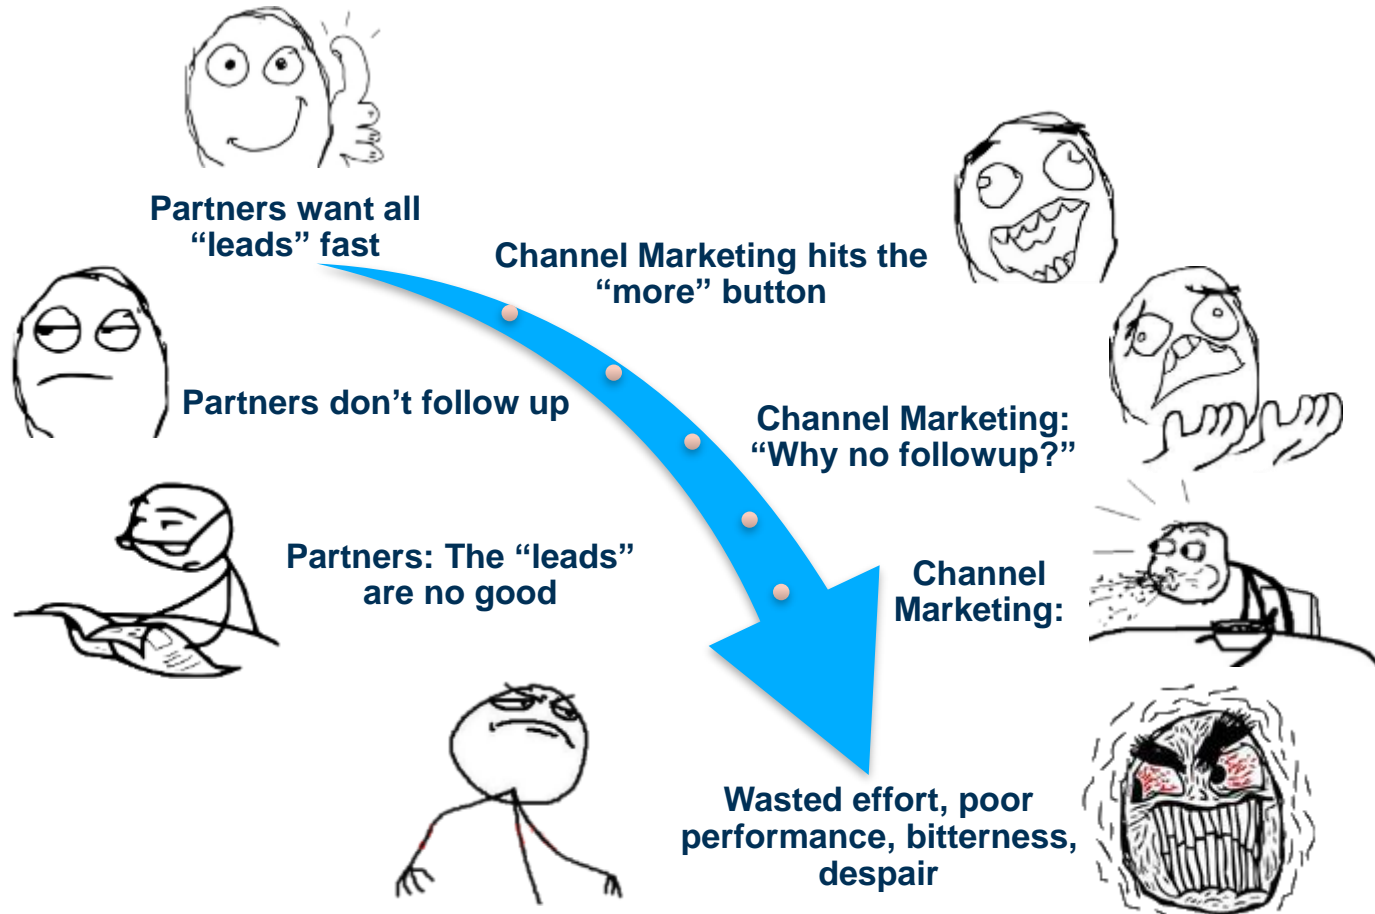 Partners want all
“leads” fast
Channel Marketing hits the
“more” button
Partners don’t follow up
Channel Marketing:
“Why no followup?”
Partners: The “leads”
are no good
Channel
Marketing:
Wasted effort, poor
performance, bitterness,
despair